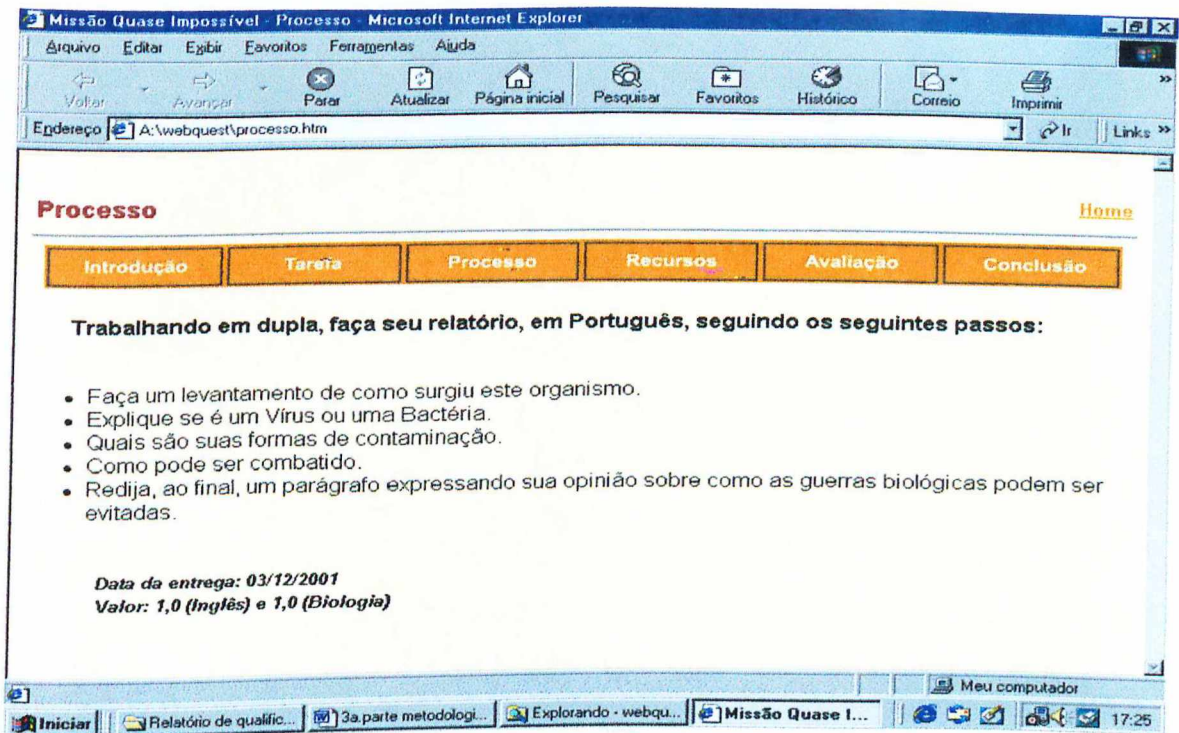 Missão Quase Impossível - Processo - Microsoft Internet Explorer
Arquivo Editar Exibir Favoritos Ferramentas Ajuda
Voltar Avançar Parar Atualizar Página inicial Pesquisar Favoritos Histórico Correio Imprimir »
Endereço A:\webquest\processo.htm Ir Links »
Processo Home
Introdução Tarefa Processo Recursos Avaliação Conclusão
Trabalhando em dupla, faça seu relatório, em Português, seguindo os seguintes passos:
• Faça um levantamento de como surgiu este organismo.
• Explique se é um Vírus ou uma Bactéria.
• Quais são suas formas de contaminação.
• Como pode ser combatido.
• Redija, ao final, um parágrafo expressando sua opinião sobre como as guerras biológicas podem ser
evitadas.
Data da entrega: 03/12/2001
Valor: 1,0 (Inglês) e 1,0 (Biologia)
Meu computador
Iniciar Relatório de qualific... 3a.parte metodologi... Explorando - webqu... Missão Quase I... 17:25